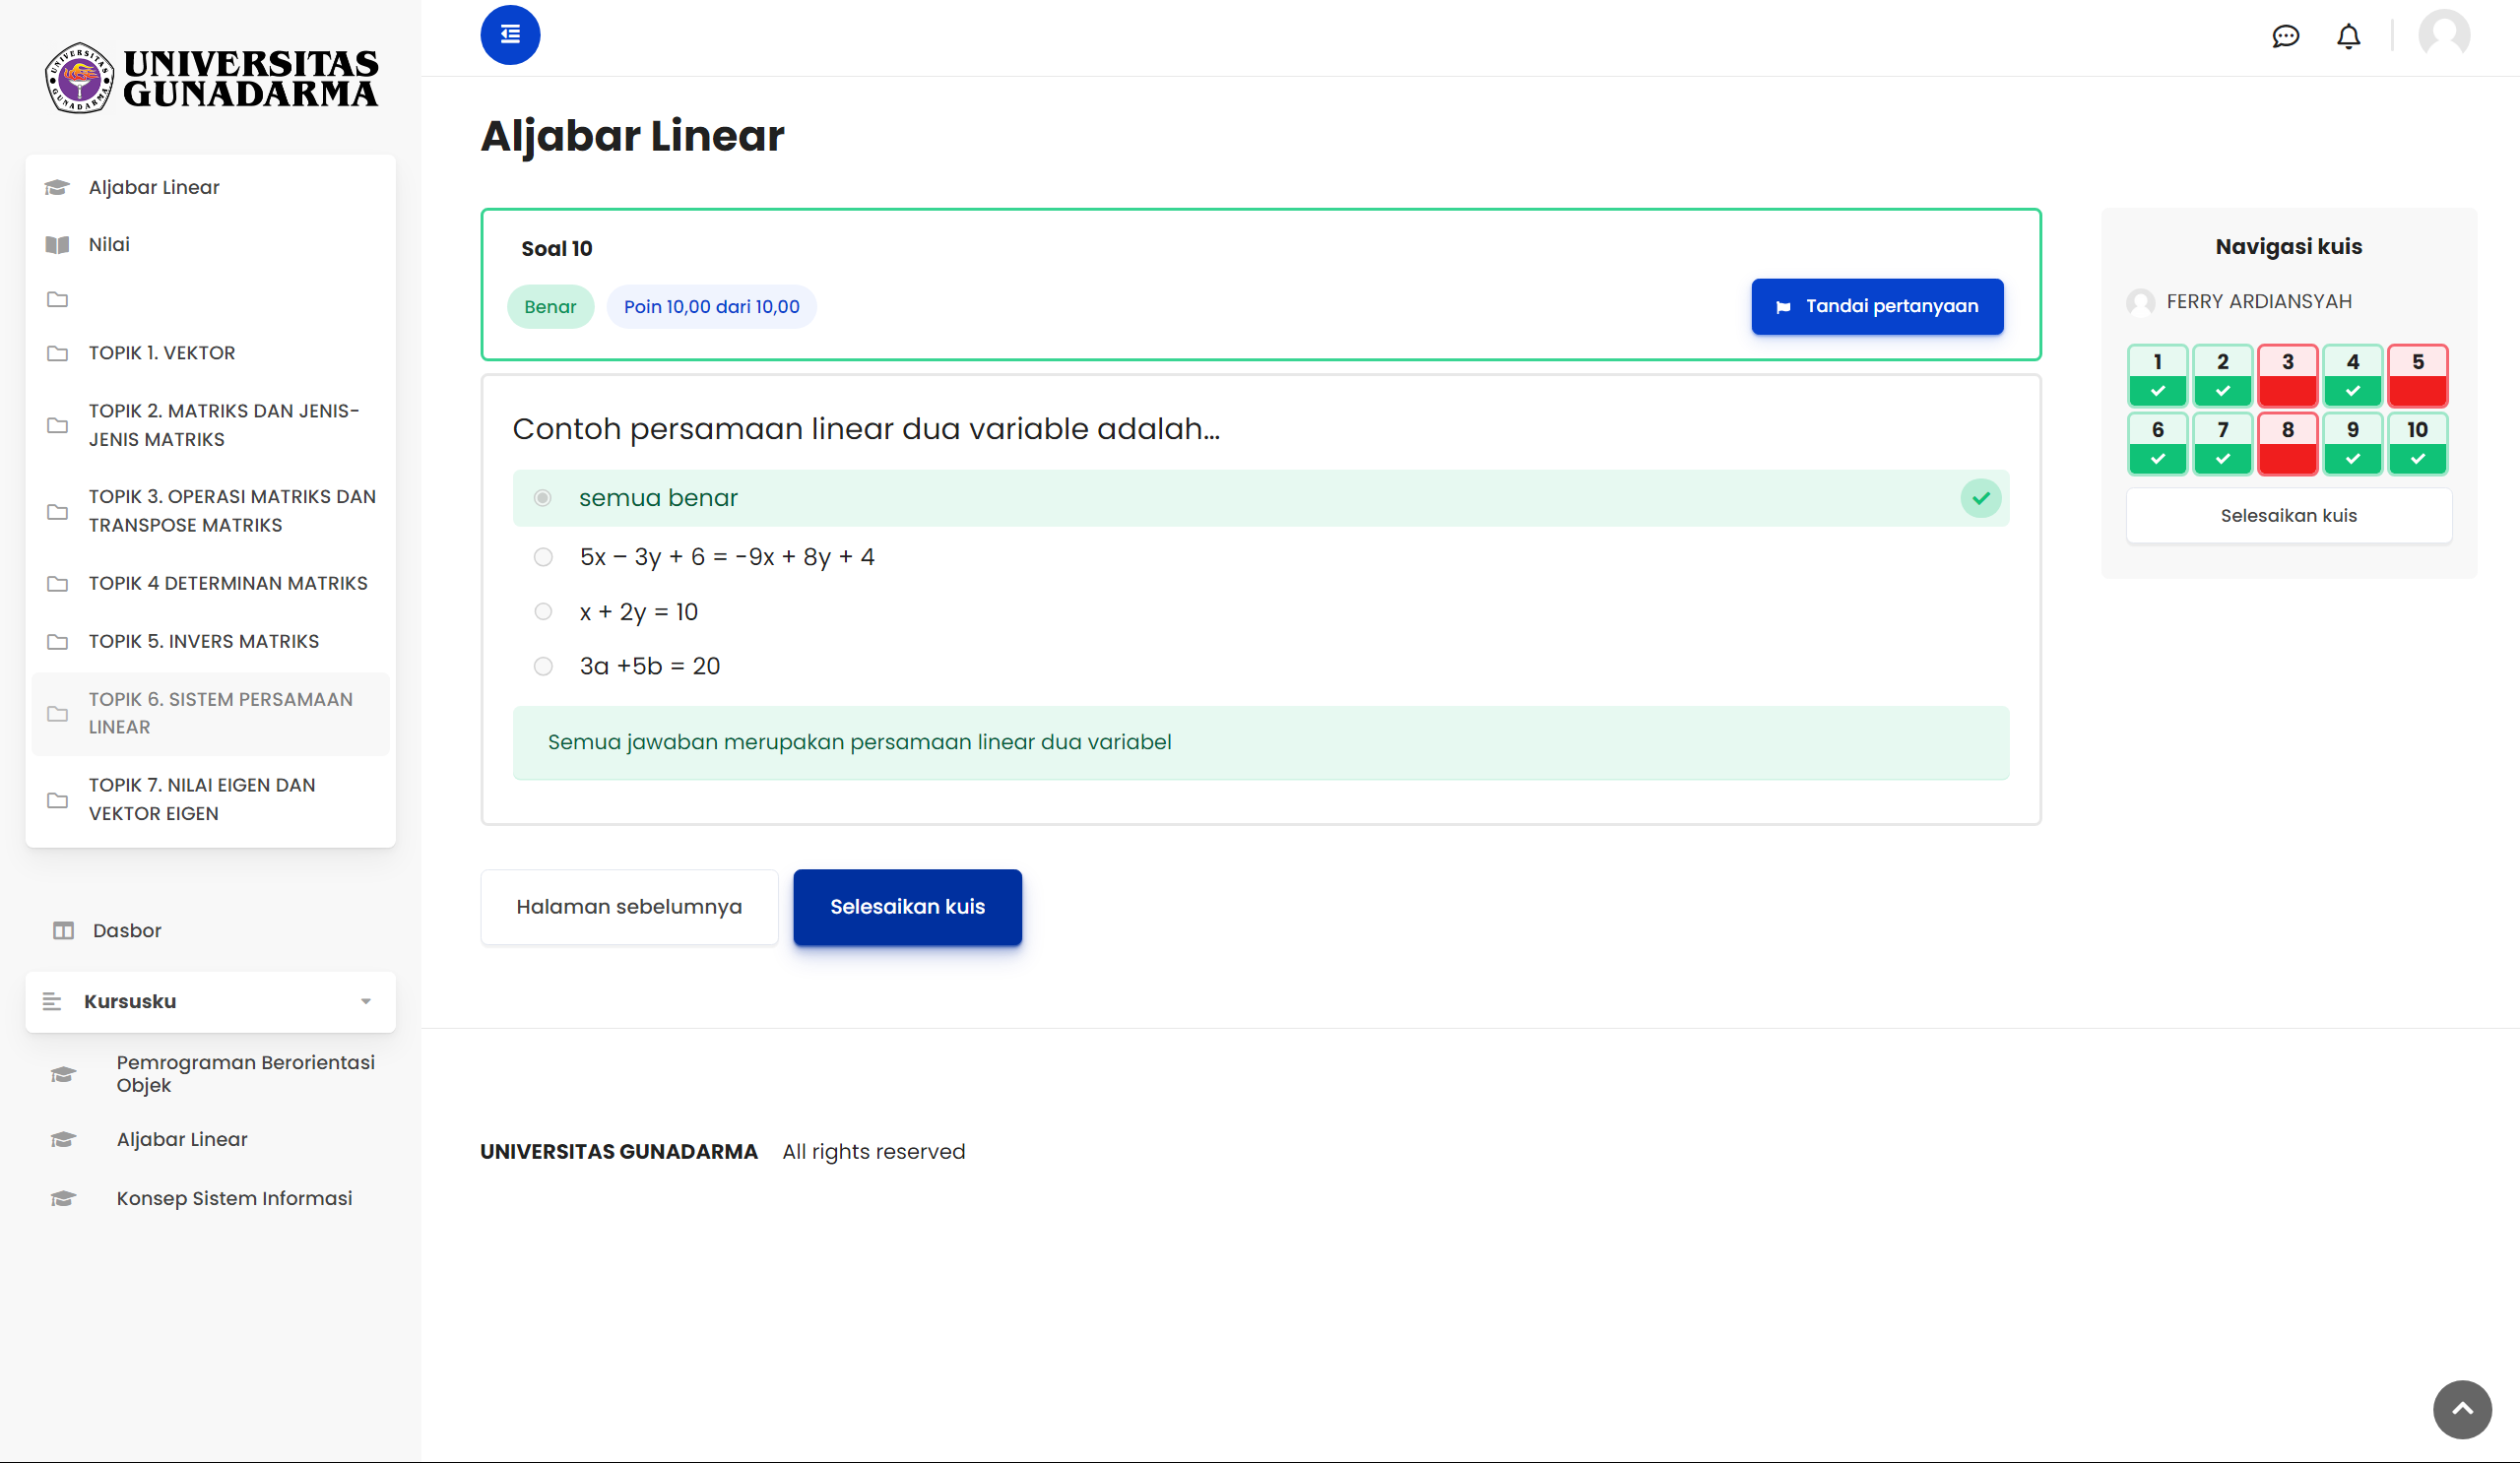 UNIVERSITAS
GUNADARMA
Aljabar Linear
Nilai
TOPIK 1. VEKTOR
TOPIK 2. MATRIKS DAN JENIS-
JENIS MATRIKS
TOPIK 3. OPERASI MATRIKS DAN
TRANSPOSE MATRIKS
TOPIK 4 DETERMINAN MATRIKS
TOPIK 5. INVERS MATRIKS
TOPIK 6. SISTEM PERSAMAAN
LINEAR
TOPIK 7. NILAI EIGEN DAN
VEKTOR EIGEN
Dasbor
Kursusku
Pemrograman Berorientasi
Objek
Aljabar Linear
Konsep Sistem Informasi
Aljabar Linear
Soal 10
Benar
Poin 10,00 dari 10,00
Tandai pertanyaan
Contoh persamaan linear dua variable adalah...
semua benar
5x – 3y + 6 = -9x + 8y + 4
x + 2y = 10
3a +5b = 20
Semua jawaban merupakan persamaan linear dua variabel
Halaman sebelumnya
Selesaikan kuis
Navigasi kuis
FERRY ARDIANSYAH
1 2 3 4 5
6 7 8 9 10
Selesaikan kuis
UNIVERSITAS GUNADARMA All rights reserved